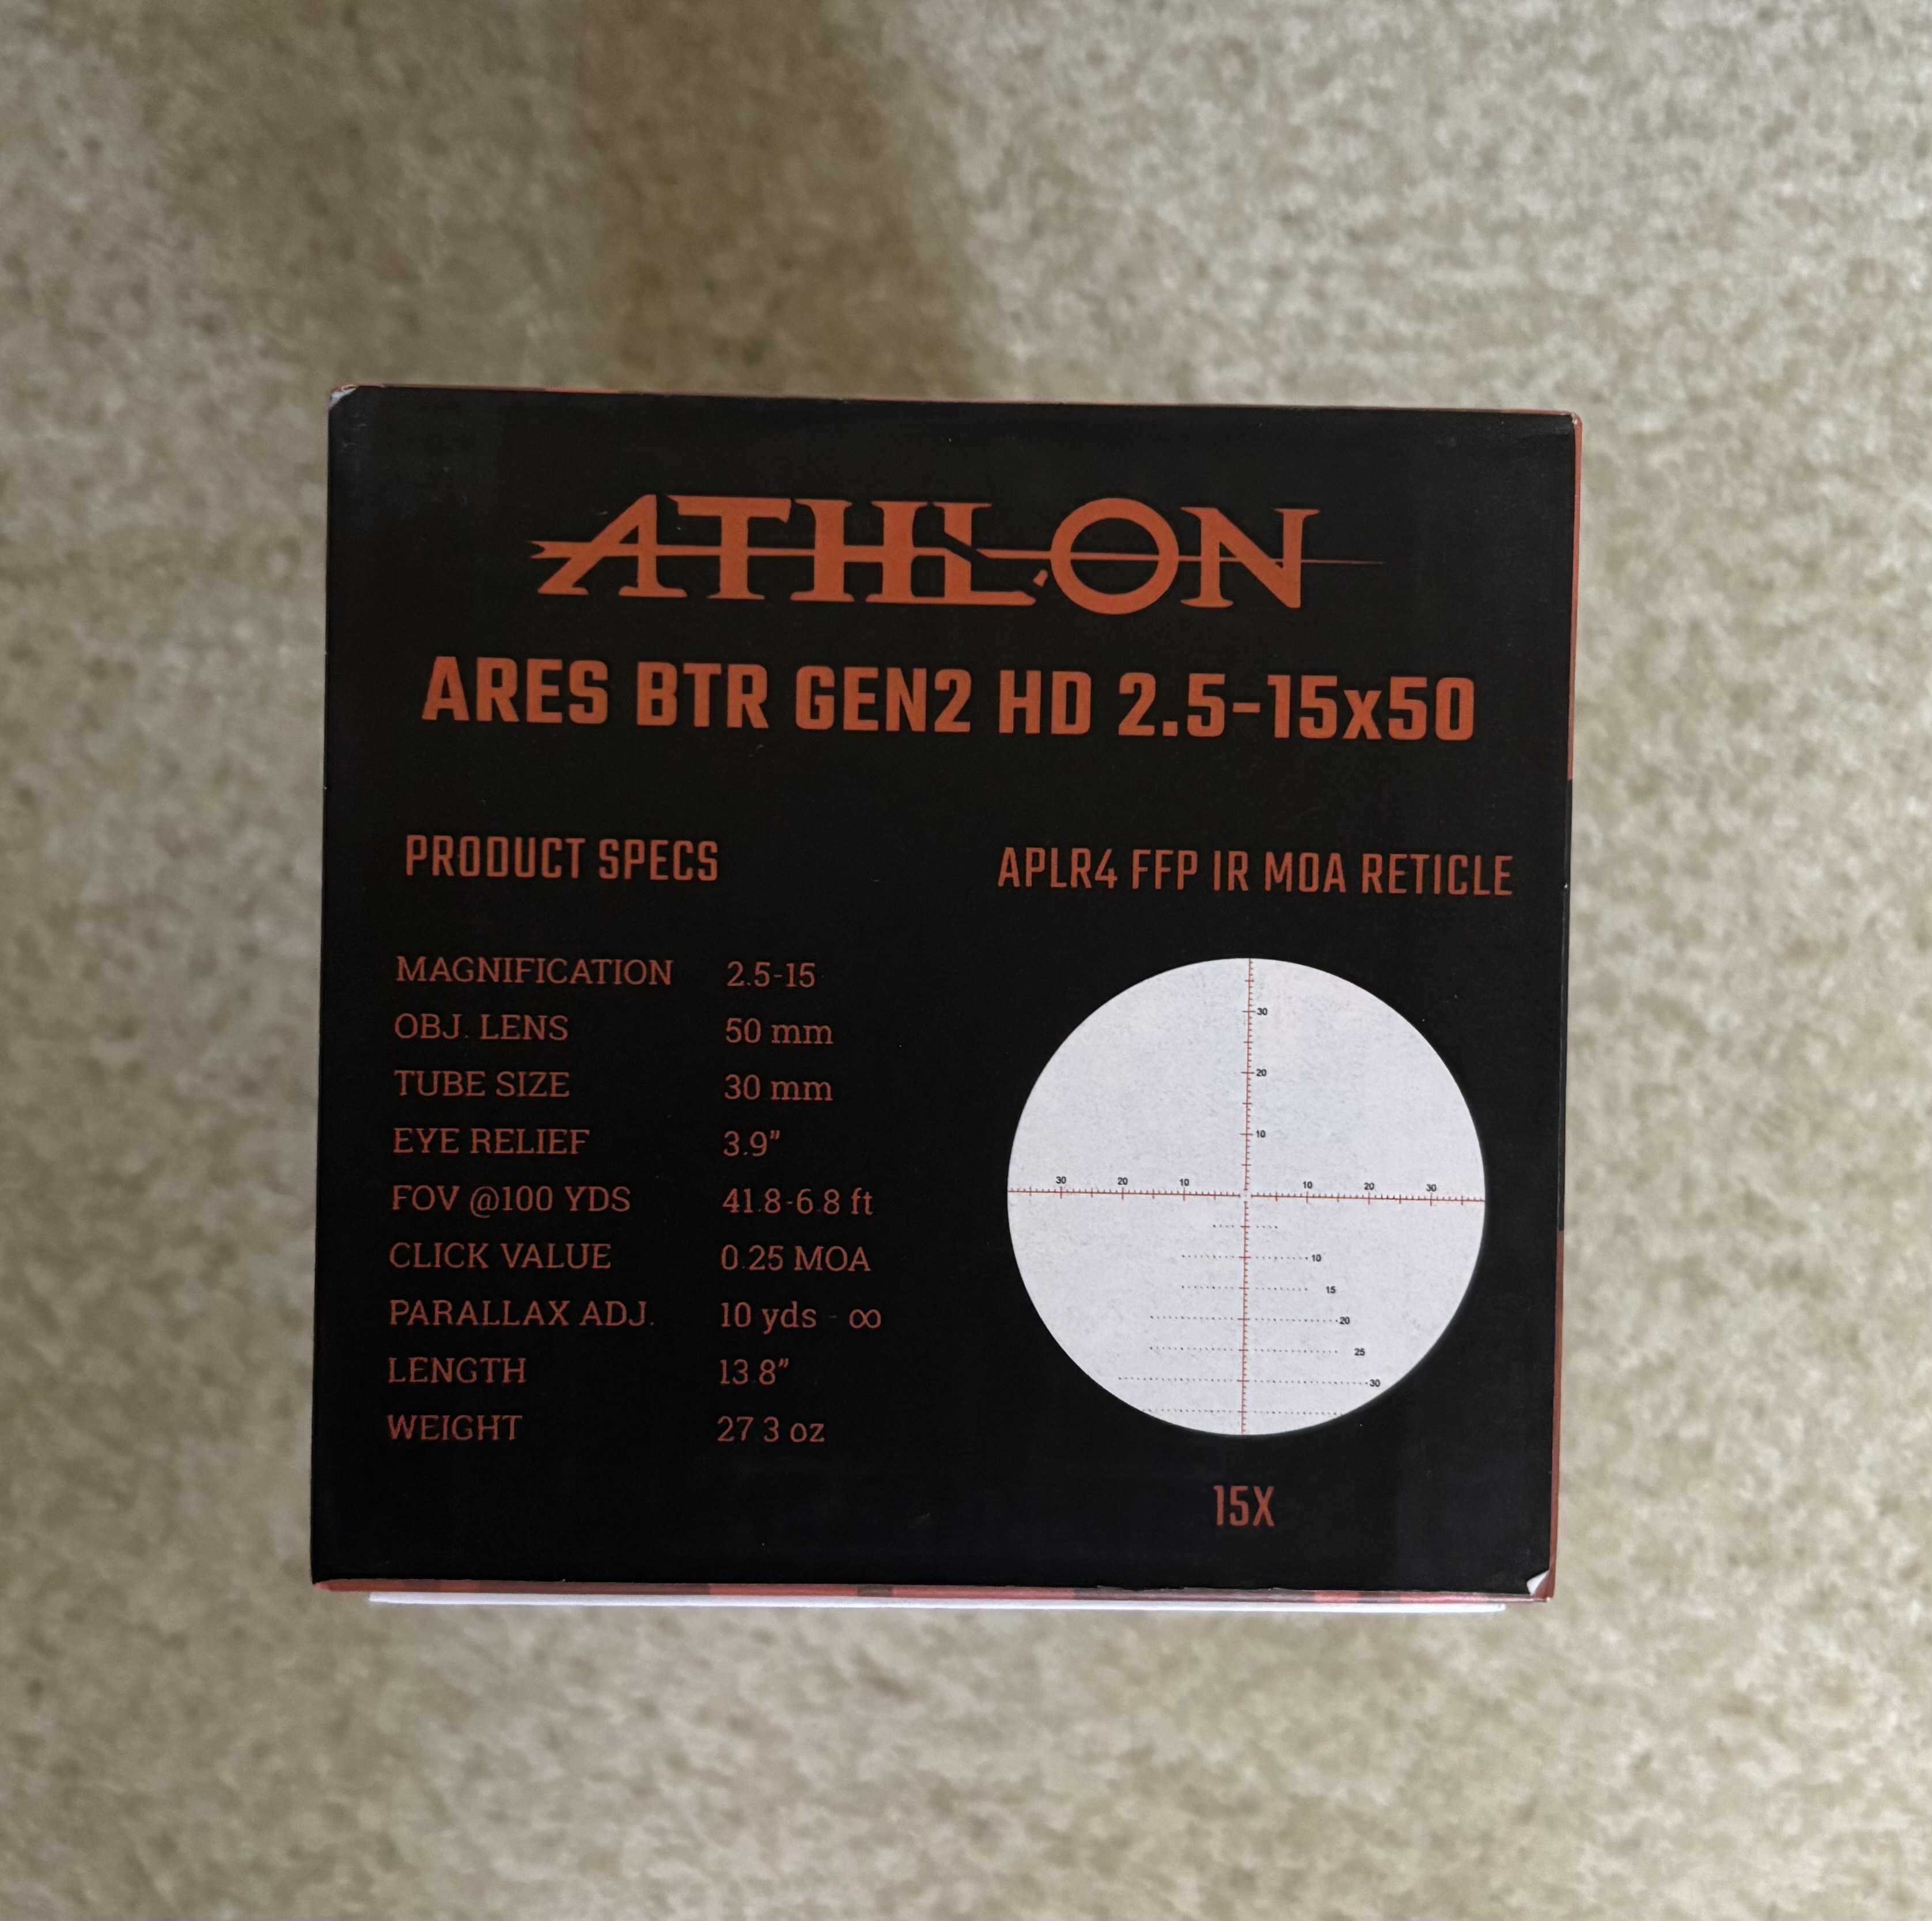 ATHLON
ARES BTR GEN2 HD 2.5-15x50
PRODUCT SPECS
MAGNIFICATION 2.5-15
OBJ. LENS 50 mm
TUBE SIZE 30 mm
EYE RELIEF 3.9"
FOV @100 YDS 41.8-6.8 ft
CLICK VALUE 0.25 MOA
PARALLAX ADJ. 10 yds - ∞
LENGTH 13.8"
WEIGHT 27.3 oz
APLR4 FFP IR MOA RETICLE
30
20
10
30 20 10 10 20 30
10
15
20
25
30
15X